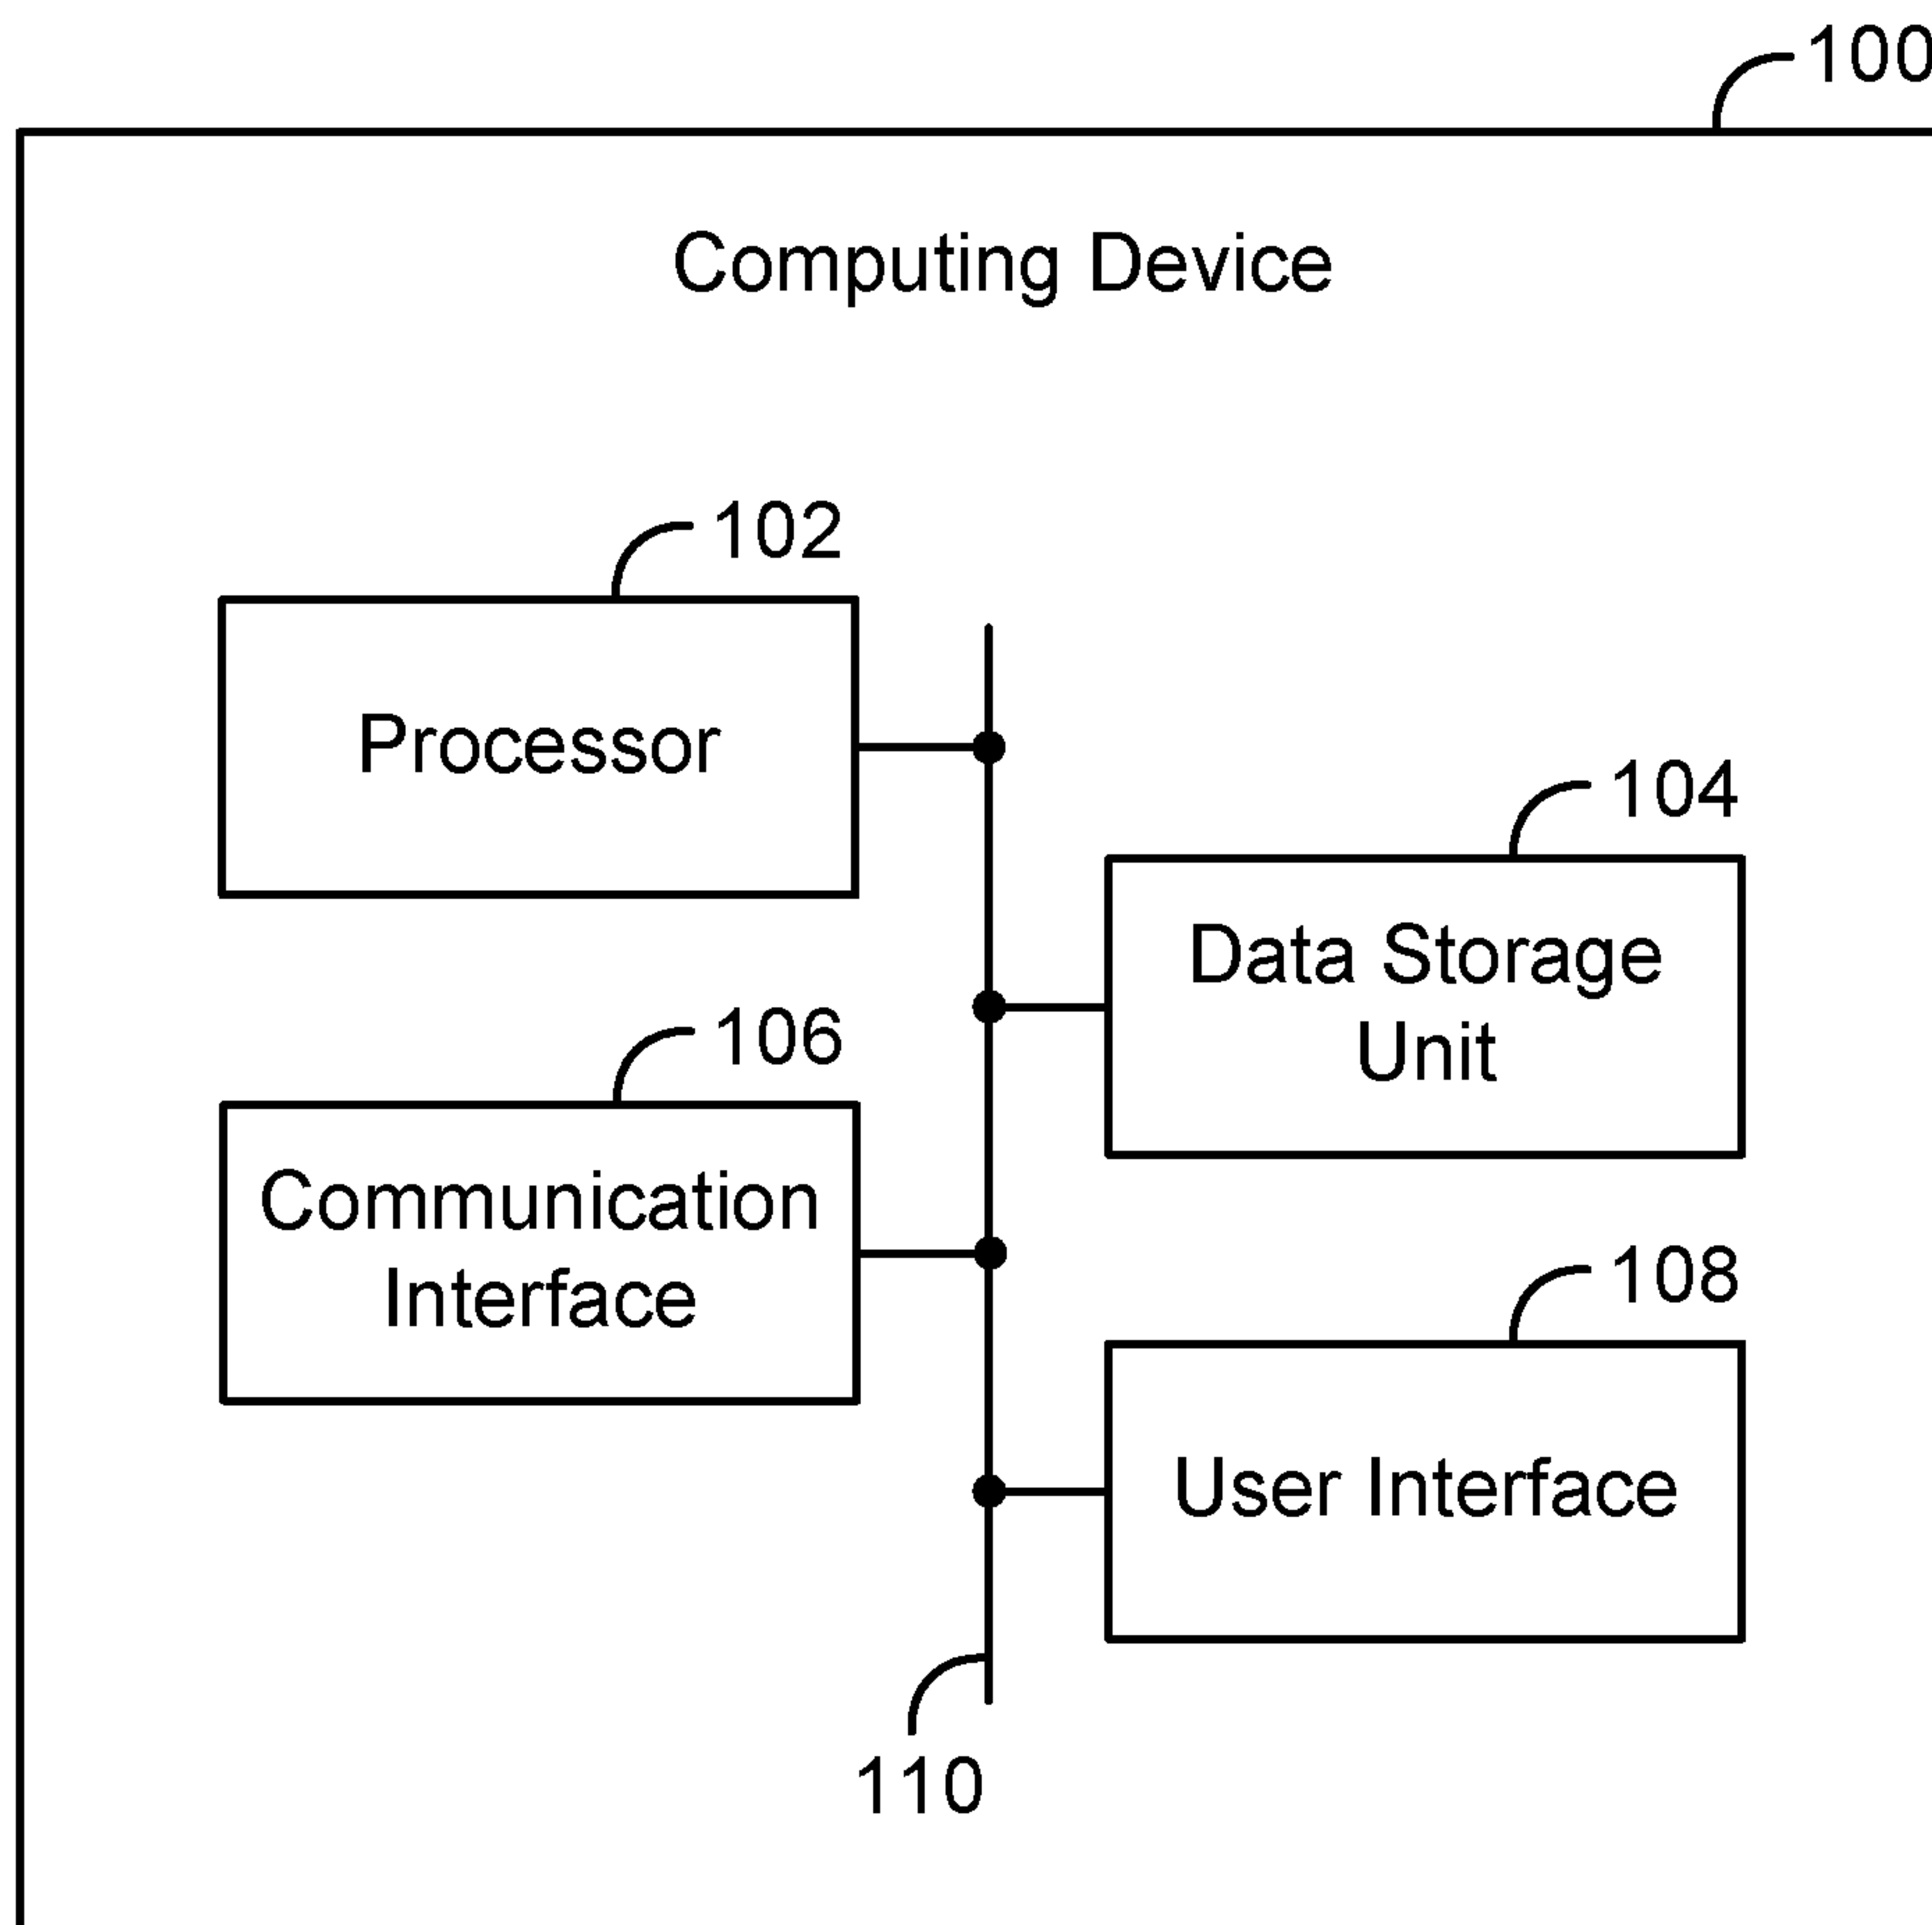 100
Computing Device
102
Processor
104
Data Storage
Unit
106
Communication
Interface
108
User Interface
110